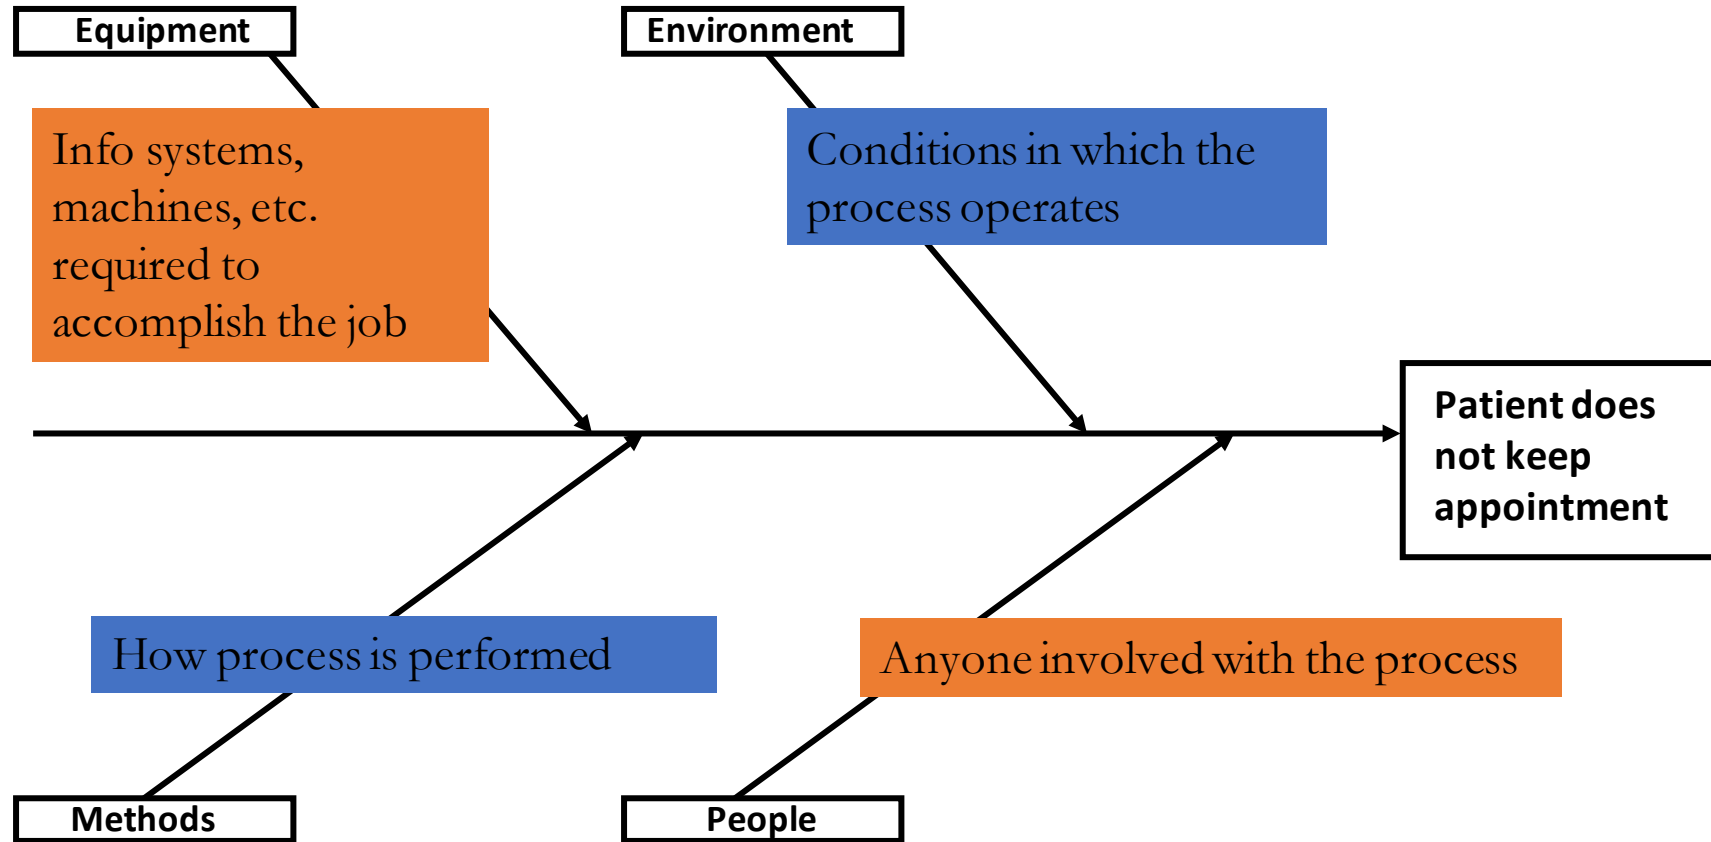 Equipment
Environment
Info systems,
machines, etc.
required to
accomplish the job
Conditions in which the
process operates
Patient does
not keep
appointment
How process is performed
Anyone involved with the process
Methods
People